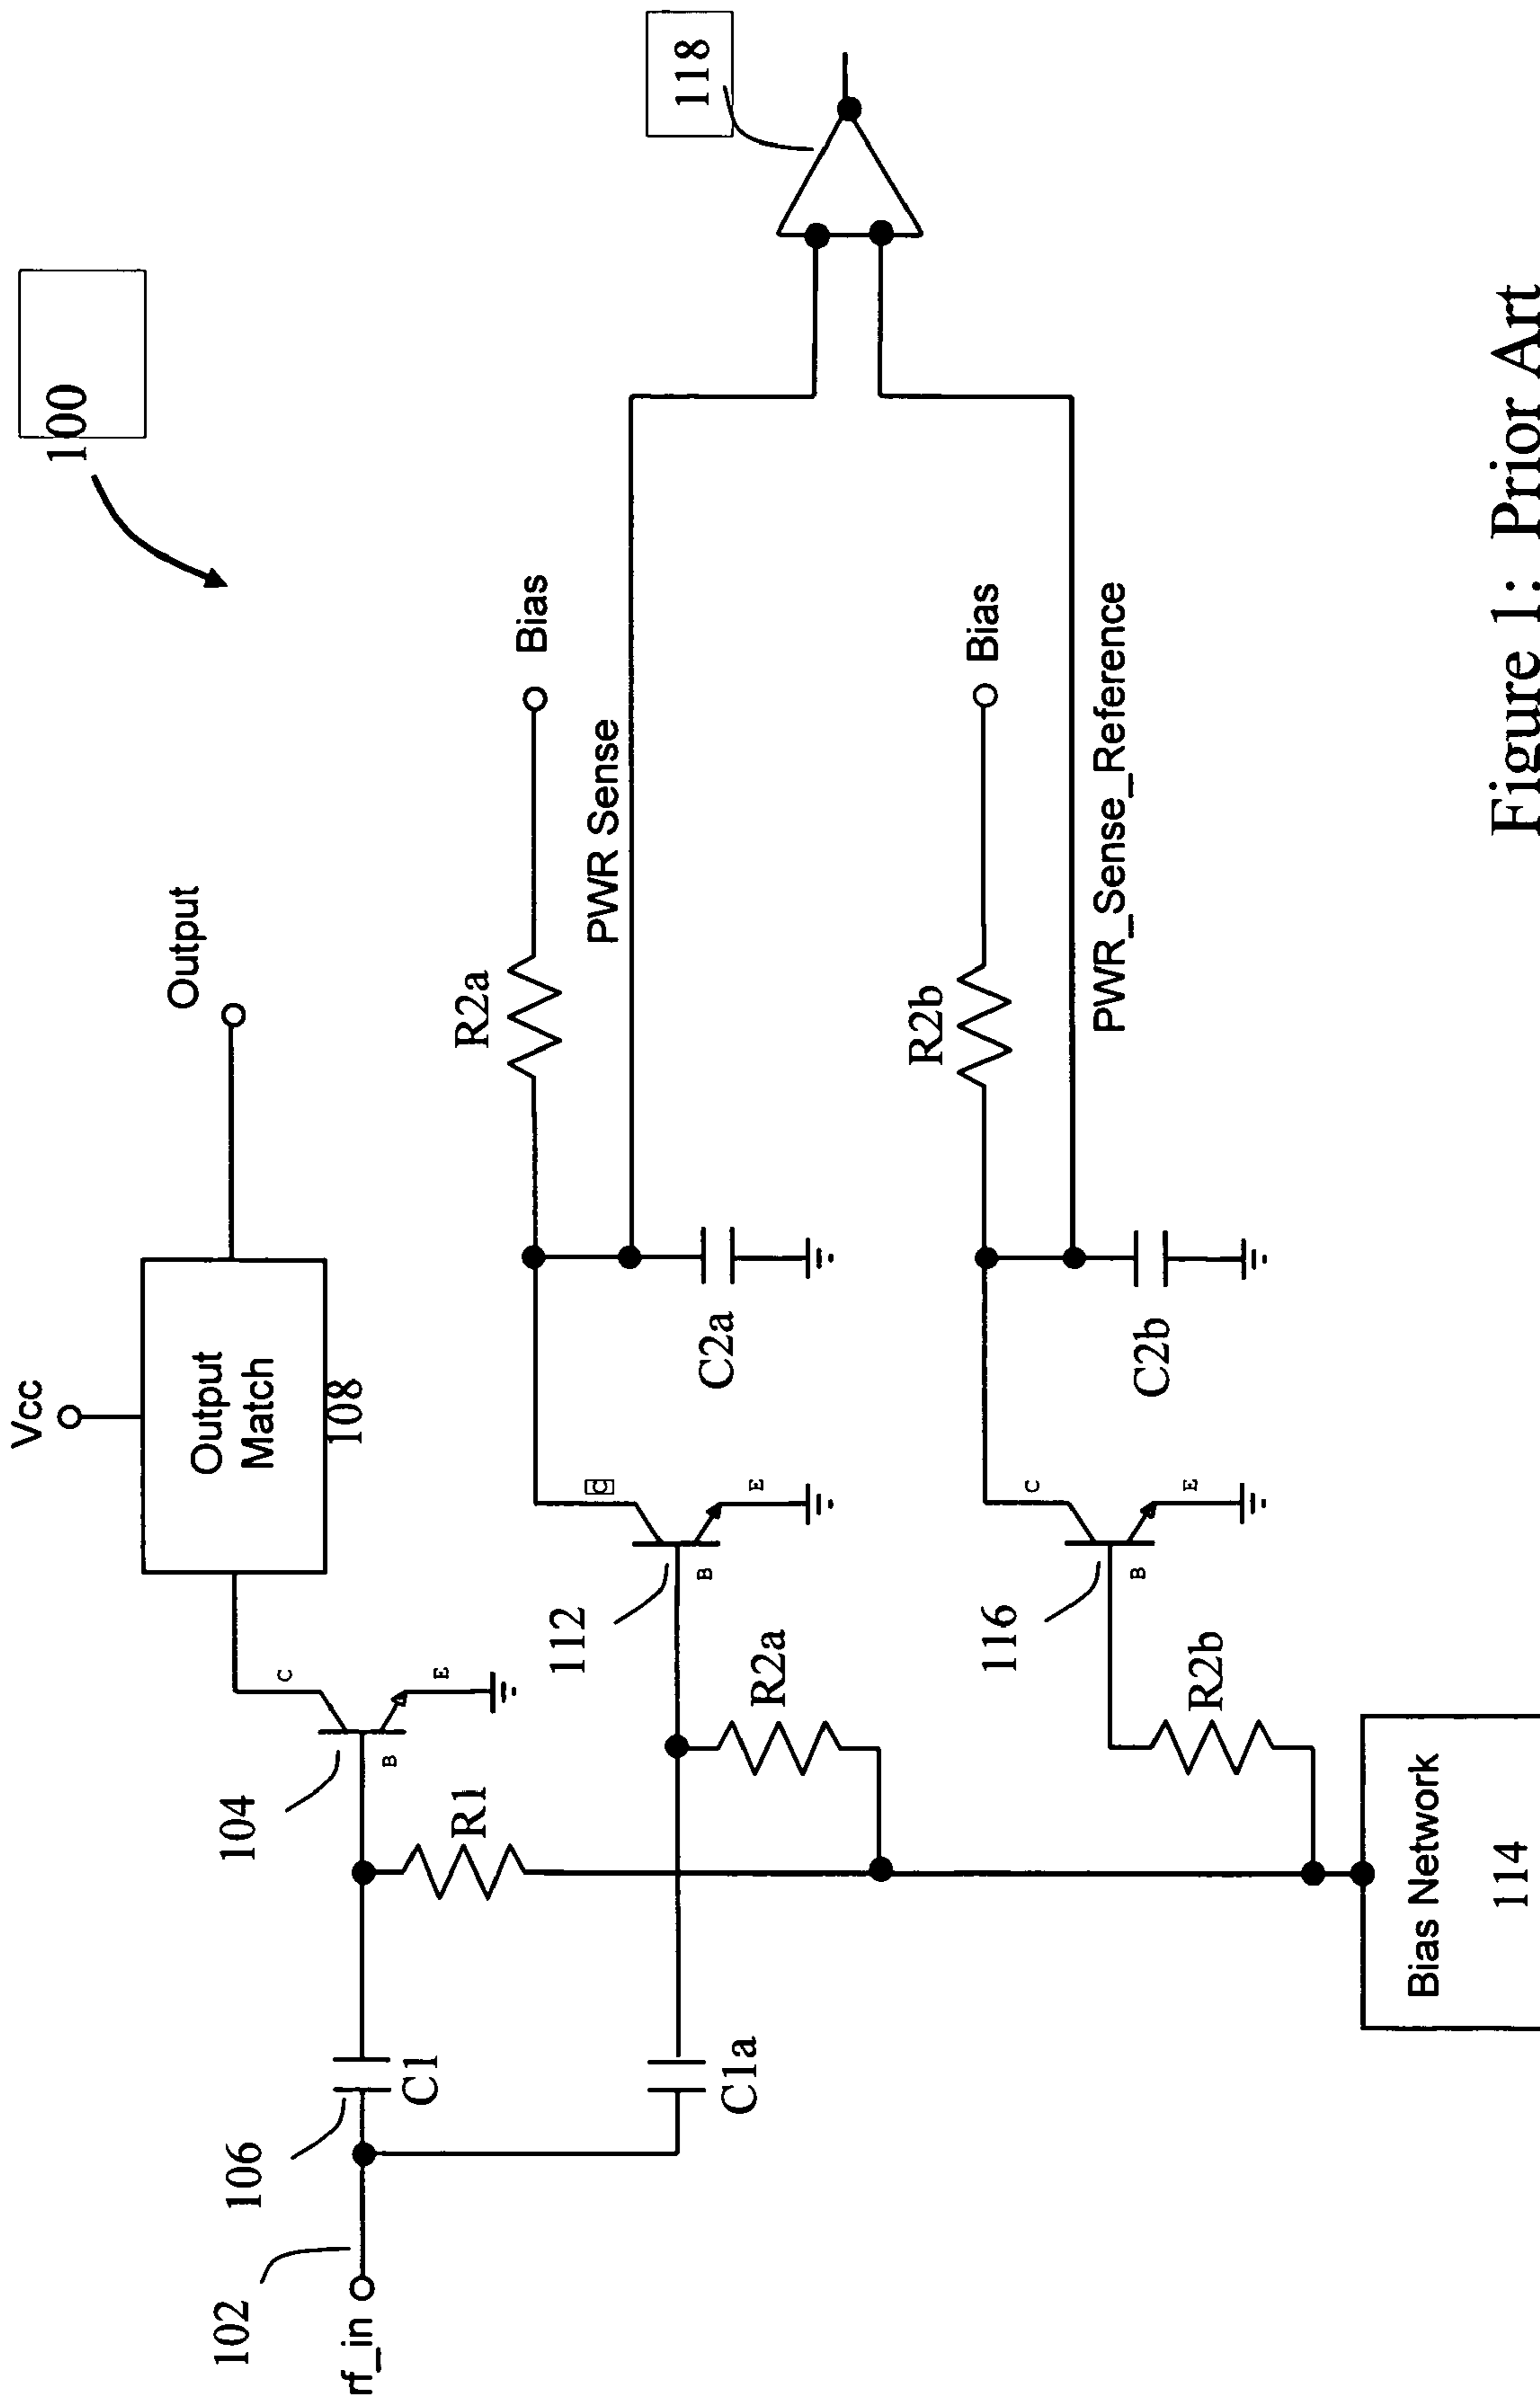 100
Vcc
Output
Output
Match
108
118
104
C
B
E
102
106
rf_in
C1
R1
R2a
Bias
PWR Sense
112
C
B
E
C2a
C1a
R2a
R2b
Bias
PWR_Sense_Reference
116
C
B
E
C2b
R2b
Bias Network
114
Figure 1: Prior Art